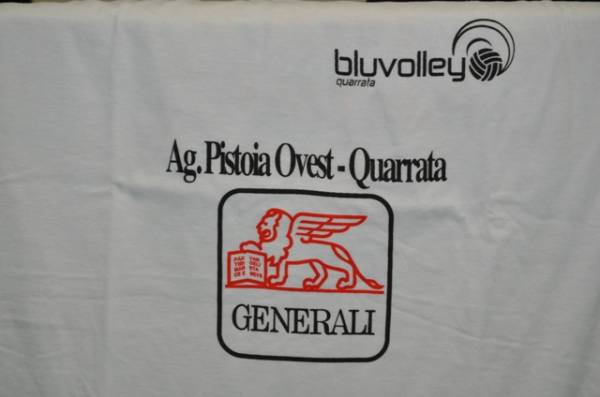 bluvolley
quarrata
Ag. Pistoia Ovest - Quarrata
GENERALI